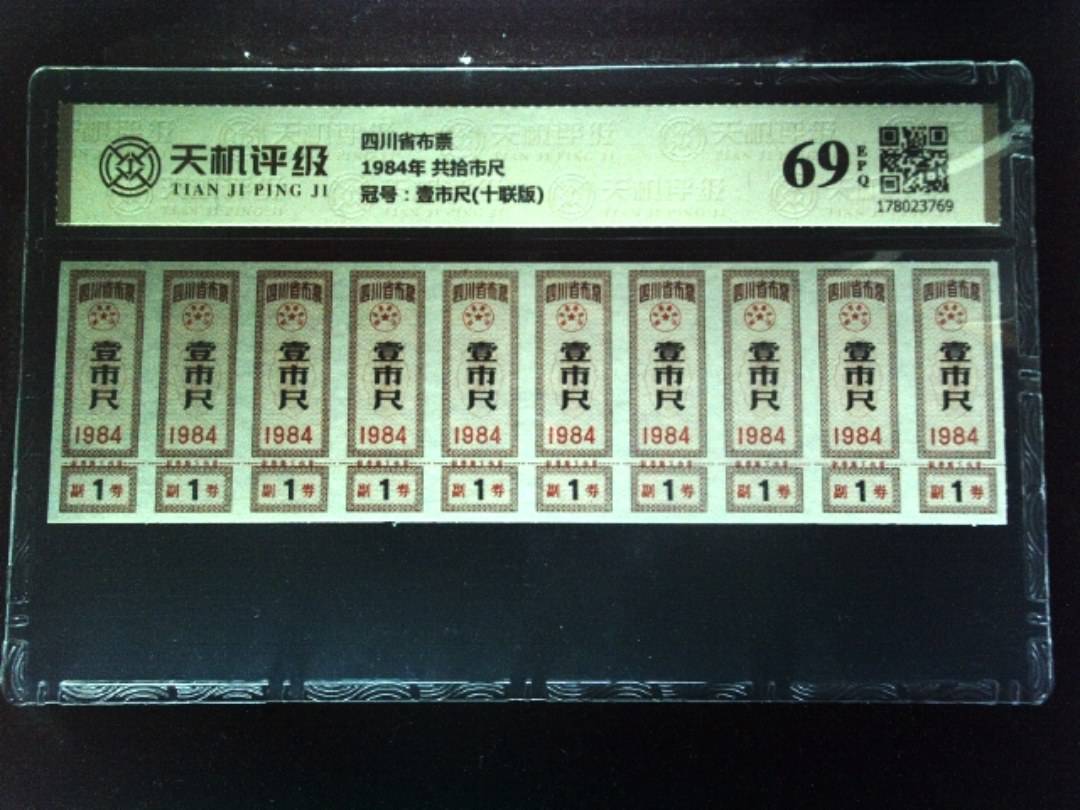 天机评级
TIAN JI PING JI
四川省布票
1984年 共拾市尺
冠号：壹市尺(十联版)
69
EPQ
178023769
四川省布票 四川省布票 四川省布票 四川省布票 四川省布票 四川省布票 四川省布票 四川省布票 四川省布票 四川省布票
壹市尺 壹市尺 壹市尺 壹市尺 壹市尺 壹市尺 壹市尺 壹市尺 壹市尺 壹市尺
1984 1984 1984 1984 1984 1984 1984 1984 1984 1984
副1券 副1券 副1券 副1券 副1券 副1券 副1券 副1券 副1券 副1券